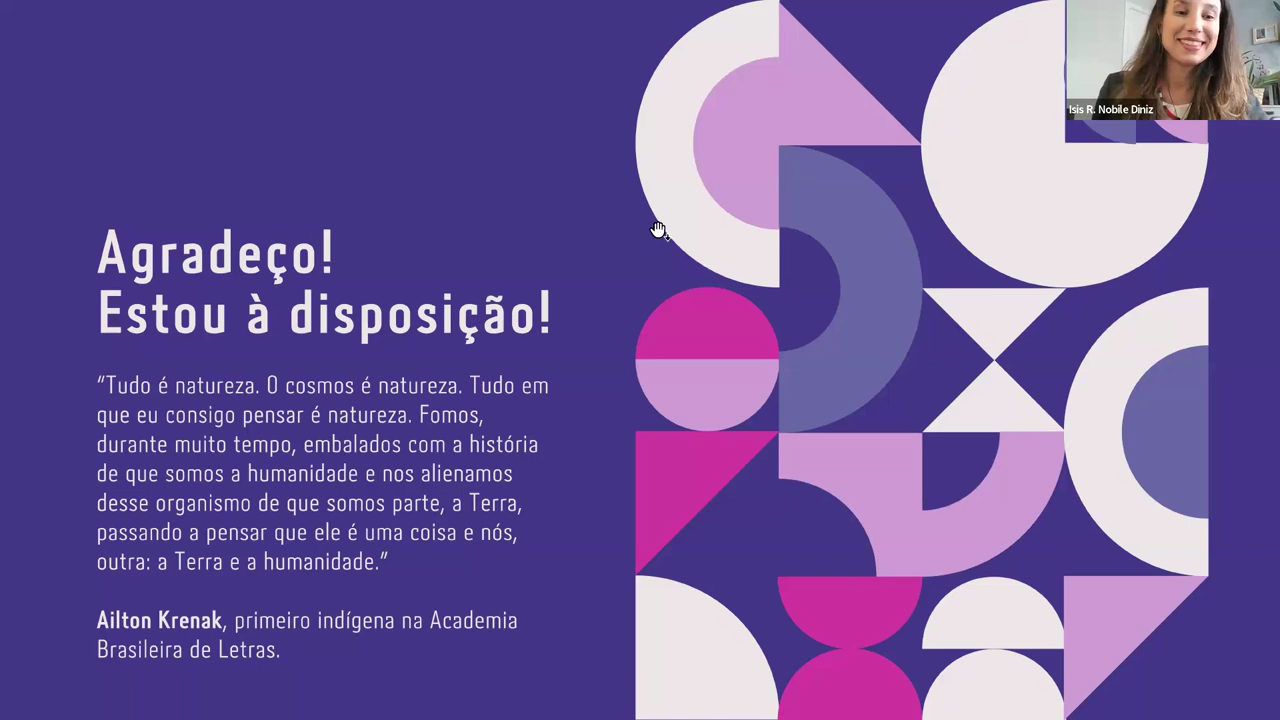 Isis R. Nobile Diniz
Agradeço!
Estou à disposição!
“Tudo é natureza. O cosmos é natureza. Tudo em
que eu consigo pensar é natureza. Fomos,
durante muito tempo, embalados com a história
de que somos a humanidade e nos alienamos
desse organismo de que somos parte, a Terra,
passando a pensar que ele é uma coisa e nós,
outra: a Terra e a humanidade.”
Ailton Krenak, primeiro indígena na Academia
Brasileira de Letras.